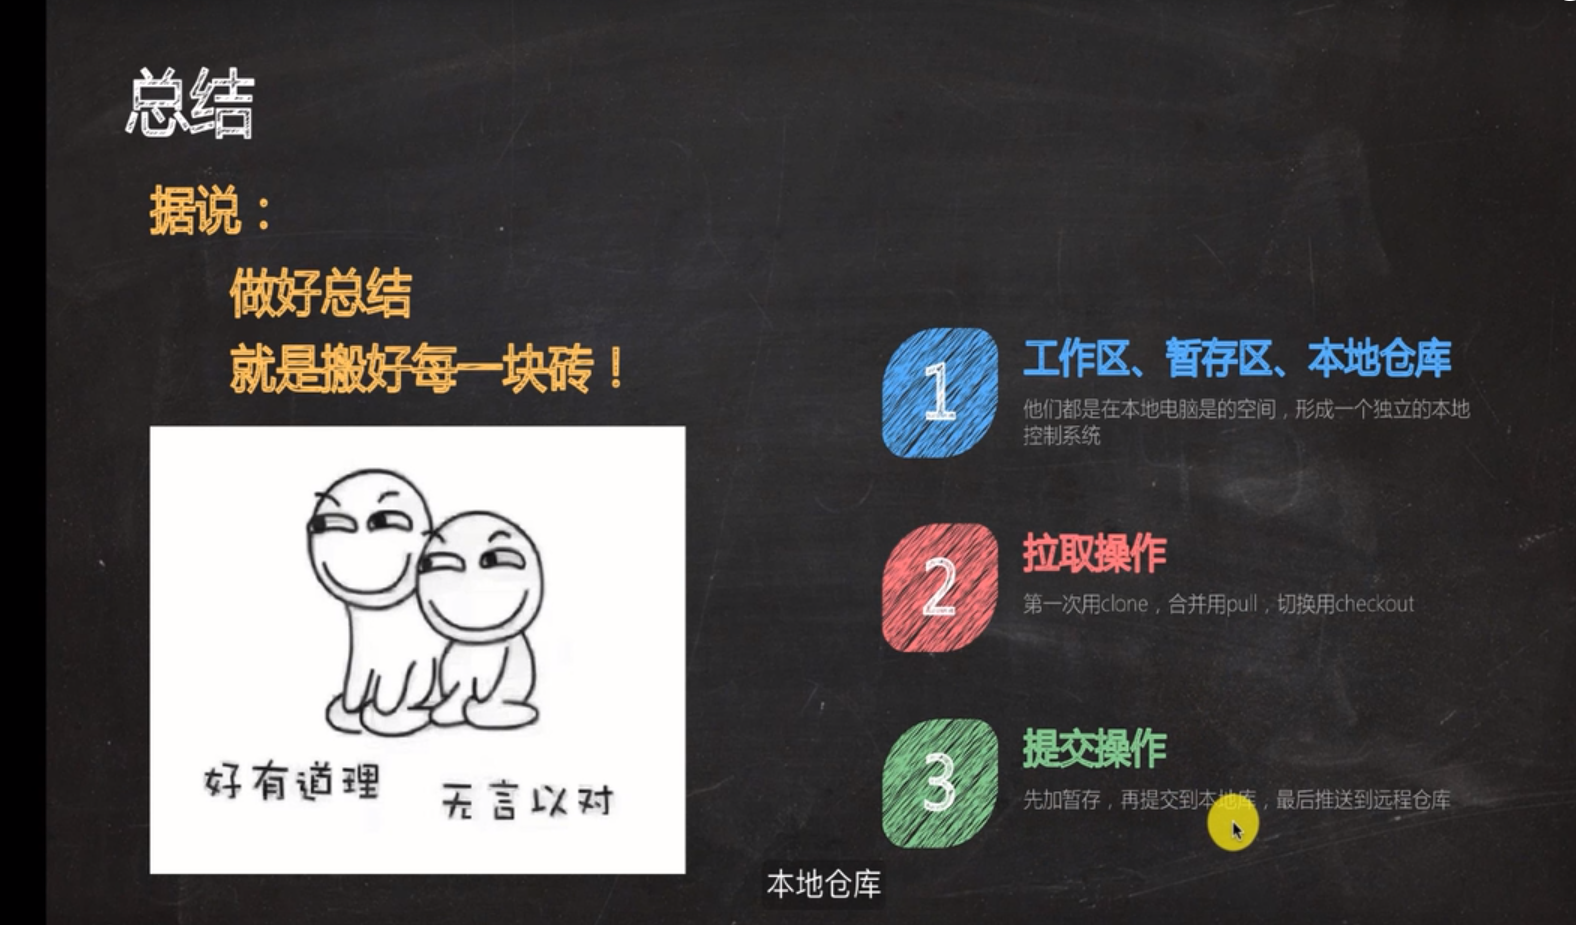 总结
据说：
做好总结
就是搬好每一块砖！
好有道理
无言以对
1
工作区、暂存区、本地仓库
他们都是在本地电脑是的空间，形成一个独立的本地
控制系统
2
拉取操作
第一次用clone，合并用pull，切换用checkout
3
提交操作
先加暂存，再提交到本地库，最后推送到远程仓库
本地仓库